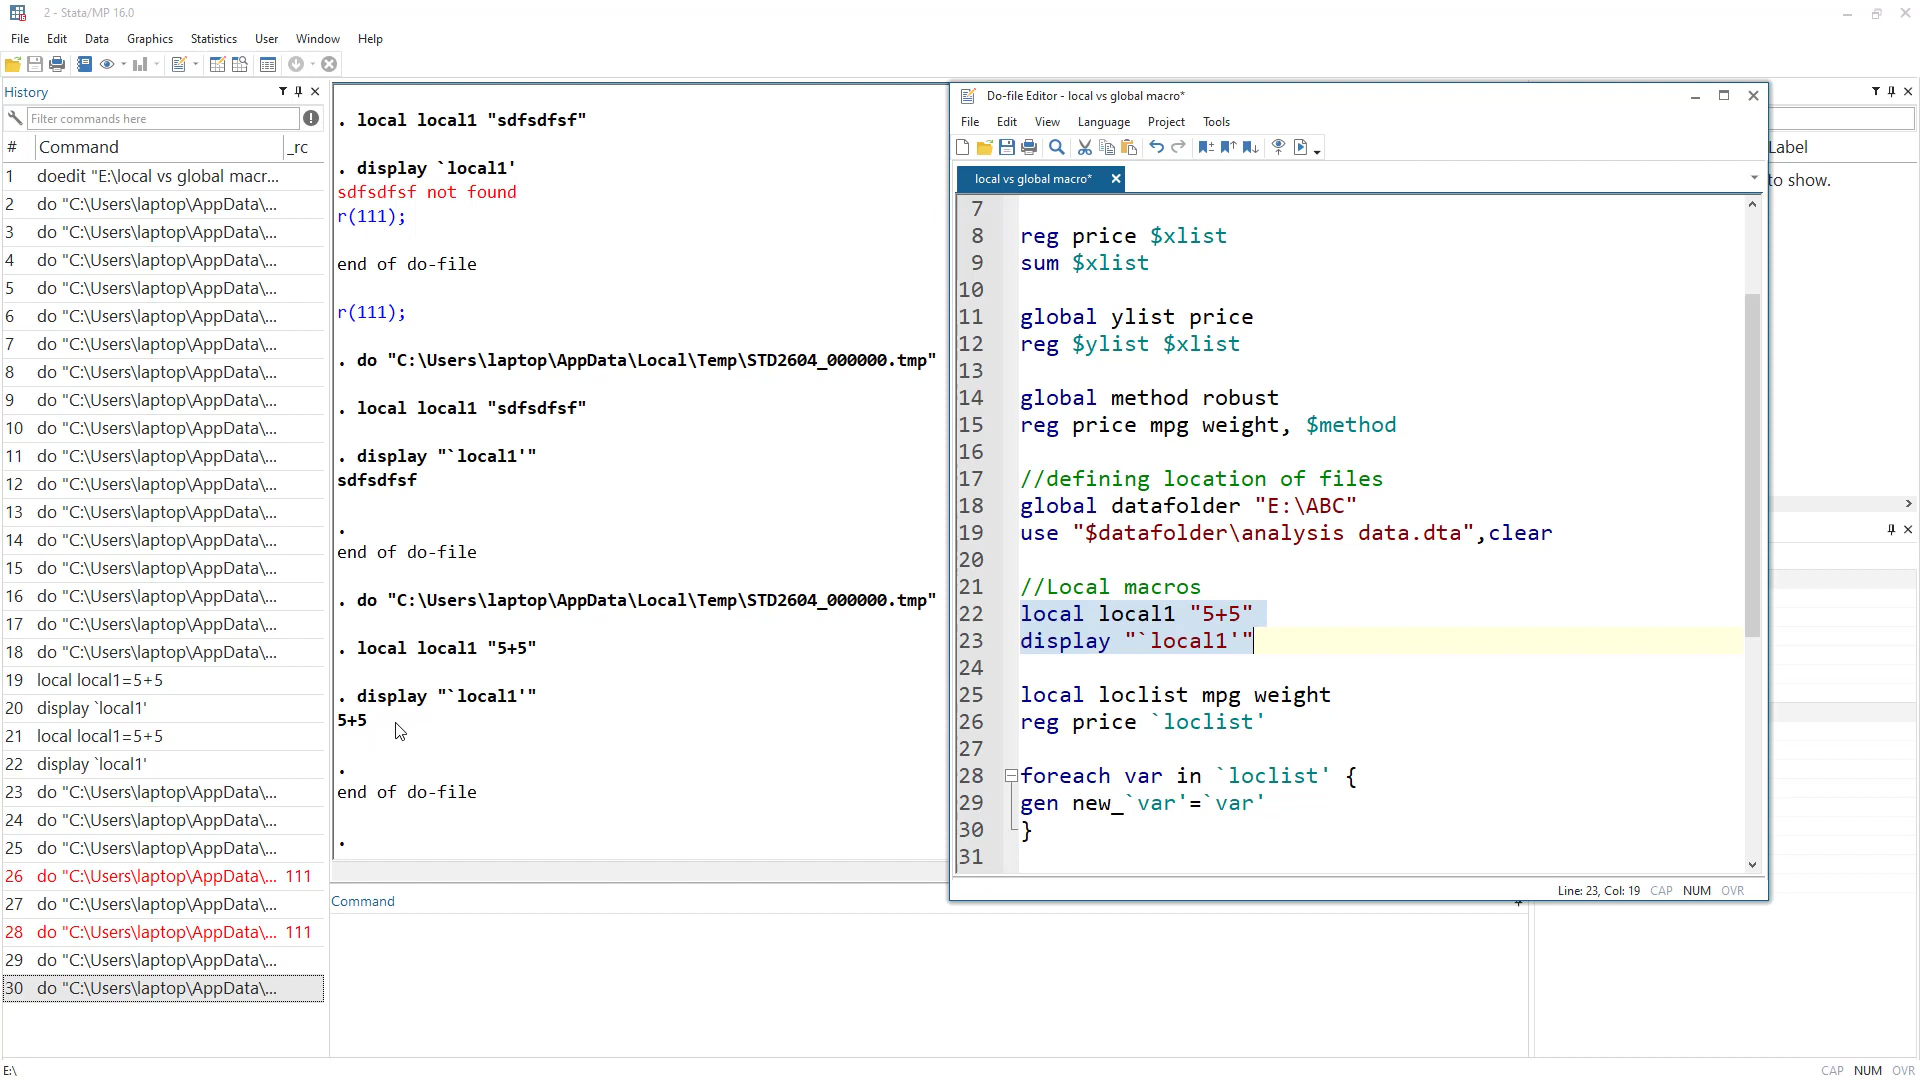 2 - Stata/MP 16.0
File Edit Data Graphics Statistics User Window Help
History
Filter commands here
# Command _rc
1 doedit "E:\local vs global macr...
2 do "C:\Users\laptop\AppData\...
3 do "C:\Users\laptop\AppData\...
4 do "C:\Users\laptop\AppData\...
5 do "C:\Users\laptop\AppData\...
6 do "C:\Users\laptop\AppData\...
7 do "C:\Users\laptop\AppData\...
8 do "C:\Users\laptop\AppData\...
9 do "C:\Users\laptop\AppData\...
10 do "C:\Users\laptop\AppData\...
11 do "C:\Users\laptop\AppData\...
12 do "C:\Users\laptop\AppData\...
13 do "C:\Users\laptop\AppData\...
14 do "C:\Users\laptop\AppData\...
15 do "C:\Users\laptop\AppData\...
16 do "C:\Users\laptop\AppData\...
17 do "C:\Users\laptop\AppData\...
18 do "C:\Users\laptop\AppData\...
19 local local1=5+5
20 display `local1'
21 local local1=5+5
22 display `local1'
23 do "C:\Users\laptop\AppData\...
24 do "C:\Users\laptop\AppData\...
25 do "C:\Users\laptop\AppData\...
26 do "C:\Users\laptop\AppData\... 111
27 do "C:\Users\laptop\AppData\...
28 do "C:\Users\laptop\AppData\... 111
29 do "C:\Users\laptop\AppData\...
30 do "C:\Users\laptop\AppData\...
. local local1 "sdfsdfsf"
. display `local1'
sdfsdfsf not found
r(111);
end of do-file
r(111);
. do "C:\Users\laptop\AppData\Local\Temp\STD2604_000000.tmp"
. local local1 "sdfsdfsf"
. display "`local1'"
sdfsdfsf
.
end of do-file
. do "C:\Users\laptop\AppData\Local\Temp\STD2604_000000.tmp"
. local local1 "5+5"
. display "`local1'"
5+5
.
end of do-file
.
Command
Do-file Editor - local vs global macro*
File Edit View Language Project Tools
local vs global macro*
7
8 reg price $xlist
9 sum $xlist
10
11 global ylist price
12 reg $ylist $xlist
13
14 global method robust
15 reg price mpg weight, $method
16
17 //defining location of files
18 global datafolder "E:\ABC"
19 use "$datafolder\analysis data.dta",clear
20
21 //Local macros
22 local local1 "5+5"
23 display "`local1'"
24
25 local loclist mpg weight
26 reg price `loclist'
27
28 foreach var in `loclist' {
29 gen new_`var'=`var'
30 }
31
Line: 23, Col: 19 CAP NUM OVR
Label
to show.
E:\
CAP NUM OVR